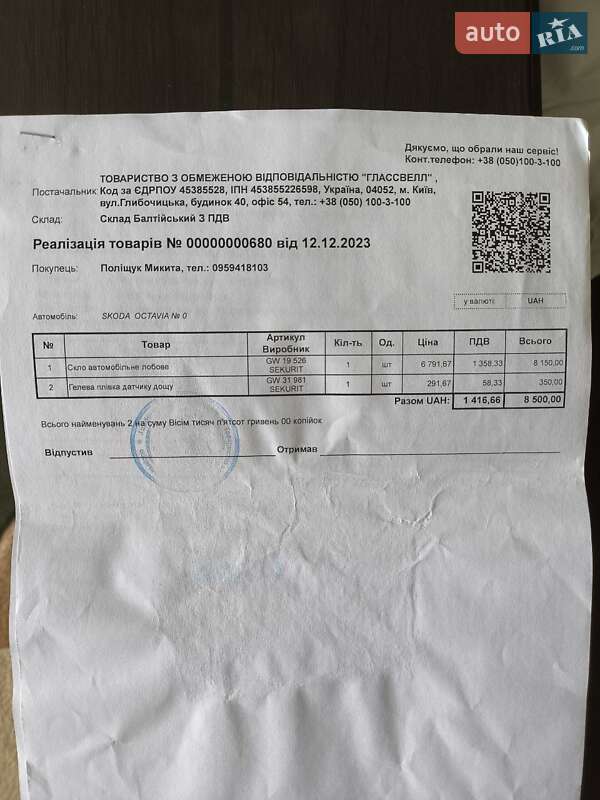 auto RIA .com
Дякуємо, що обрали наш сервіс!
Конт.телефон: +38 (050)100-3-100
ТОВАРИСТВО З ОБМЕЖЕНОЮ ВІДПОВІДАЛЬНІСТЮ "ГЛАССВЕЛЛ" ,
Постачальник: Код за ЄДРПОУ 45385528, ІПН 453855226598, Україна, 04052, м. Київ,
вул.Глибочицька, будинок 40, офіс 54, тел.: +38 (050) 100-3-100
Склад: Склад Балтійський З ПДВ
Реалізація товарів № 00000000680 від 12.12.2023
Покупець: Поліщук Микита, тел.: 0959418103
у валюті: UAH
Автомобіль: SKODA OCTAVIA № 0
№ Товар Артикул Виробник Кіл-ть Од. Ціна ПДВ Всього
1 Скло автомобільне лобове GW 19 526 SEKURIT 1 шт 6 791,67 1 358,33 8 150,00
2 Гелева плівка датчику дощу GW 31 961 SEKURIT 1 шт 291,67 58,33 350,00
Разом UAH: 1 416,66 8 500,00
Всього найменувань 2 на суму Вісім тисяч п'ятсот гривень 00 копійок
Відпустив Отримав